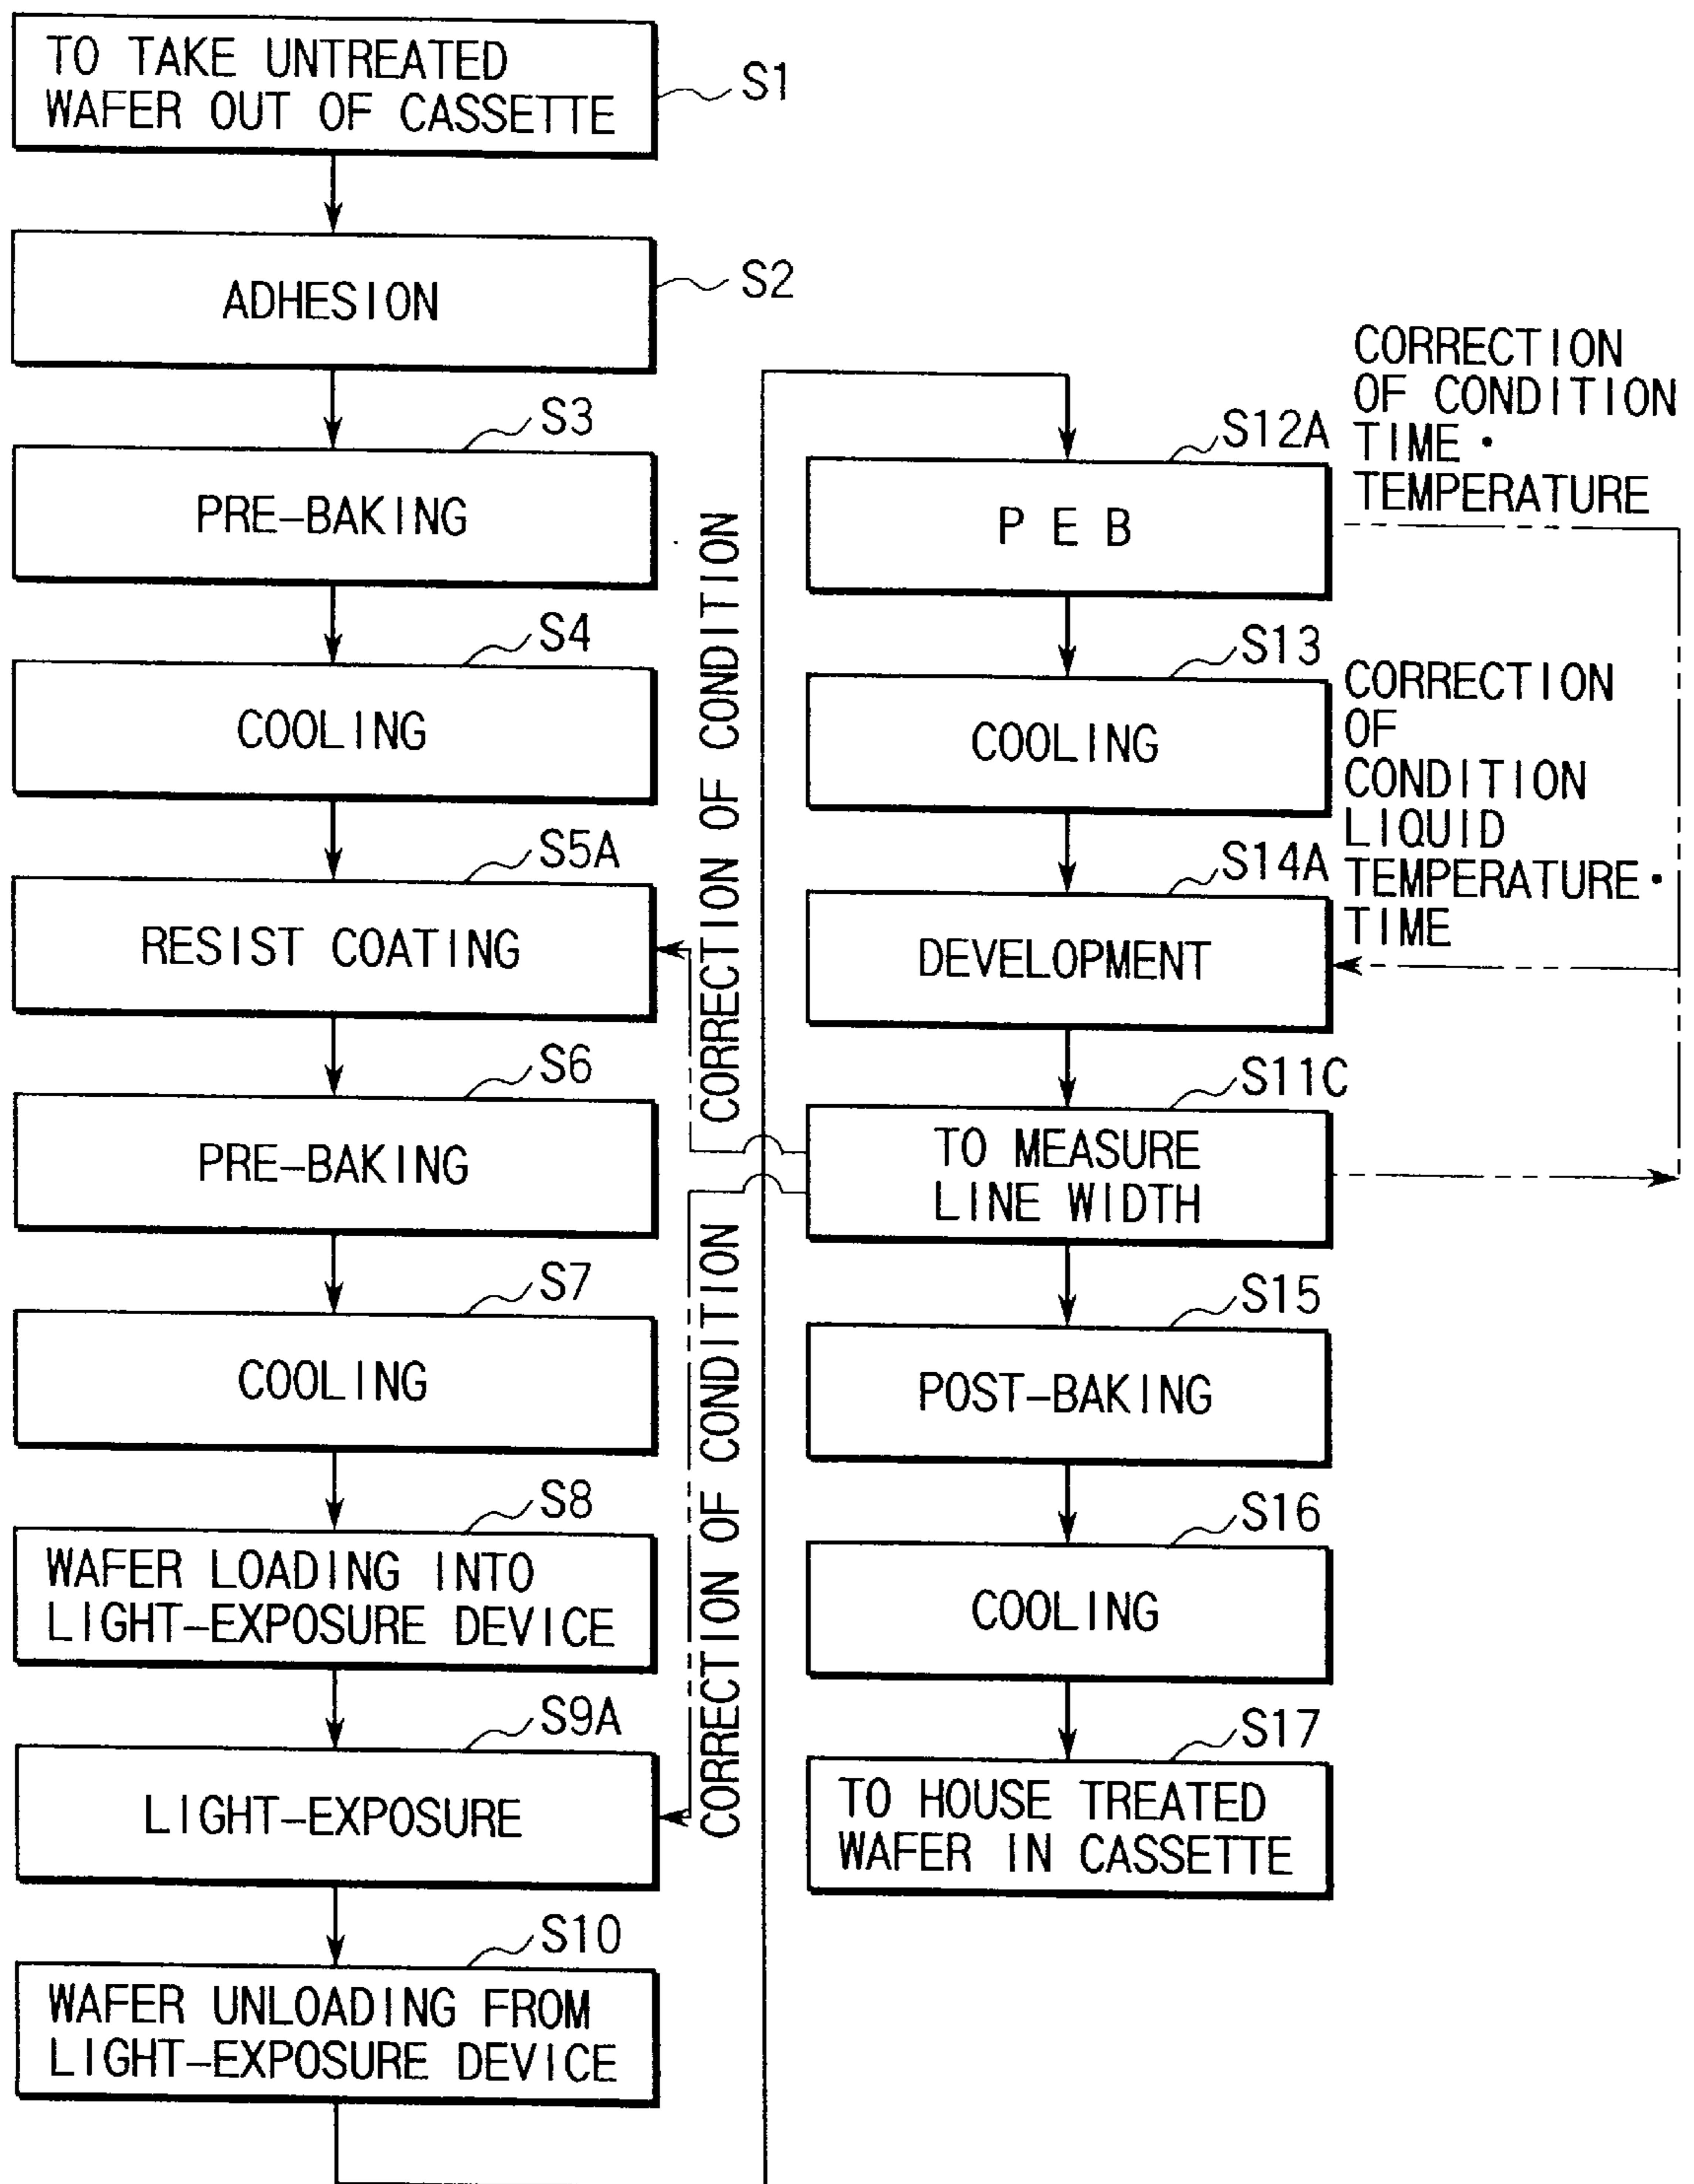 TO TAKE UNTREATED
WAFER OUT OF CASSETTE
S1
ADHESION
S2
S3
PRE-BAKING
S4
COOLING
S5A
RESIST COATING
S6
PRE-BAKING
S7
COOLING
S8
WAFER LOADING INTO
LIGHT-EXPOSURE DEVICE
S9A
LIGHT-EXPOSURE
S10
WAFER UNLOADING FROM
LIGHT-EXPOSURE DEVICE
CORRECTION OF CONDITION
CORRECTION OF CONDITION
S12A
PEB
CORRECTION
OF CONDITION
TIME・
TEMPERATURE
S13
COOLING
CORRECTION
OF
CONDITION
LIQUID
TEMPERATURE・
TIME
S14A
DEVELOPMENT
S11C
TO MEASURE
LINE WIDTH
S15
POST-BAKING
S16
COOLING
S17
TO HOUSE TREATED
WAFER IN CASSETTE